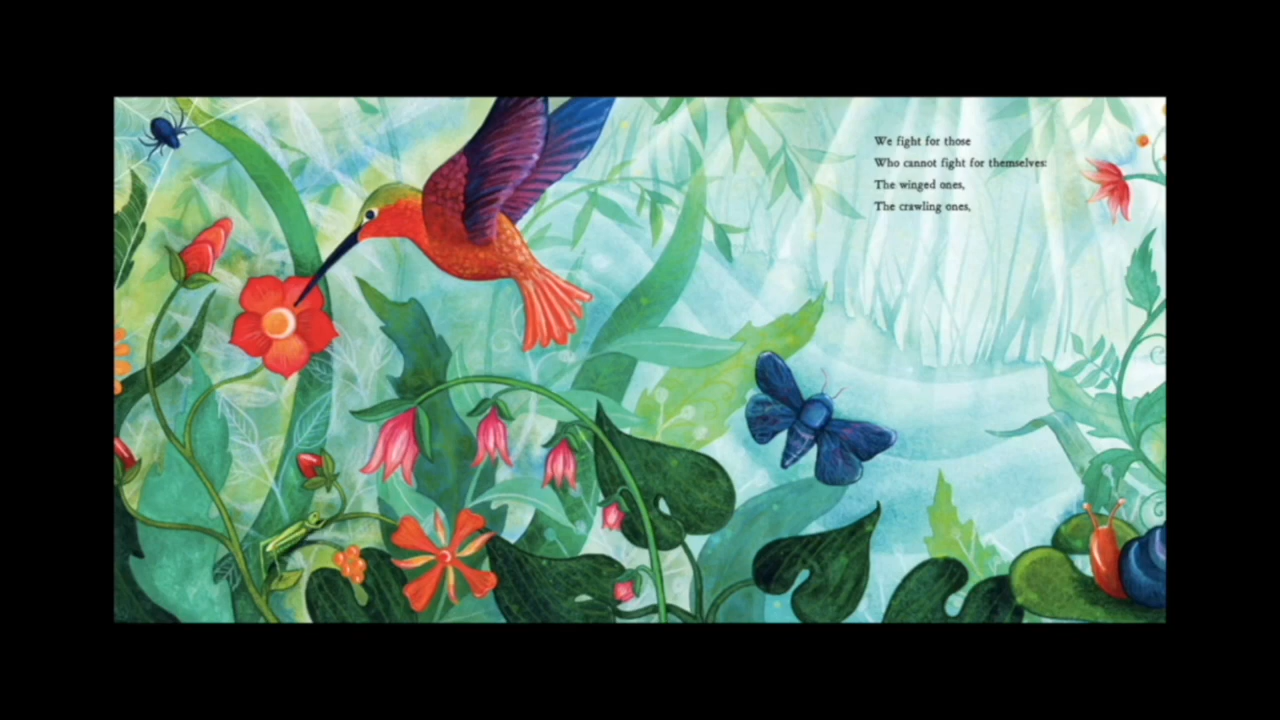 We fight for those
Who cannot fight for themselves:
The winged ones,
The crawling ones,